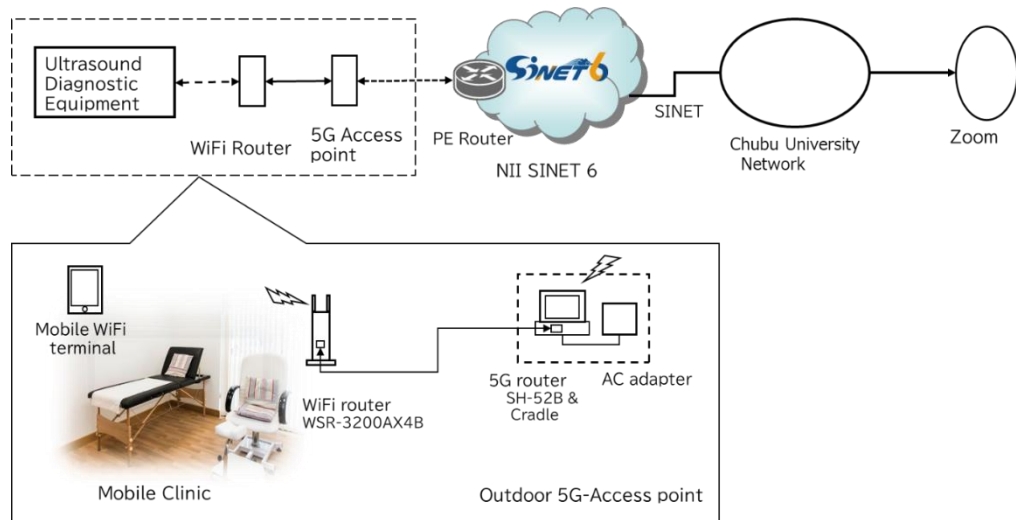 Ultrasound
Diagnostic
Equipment
WiFi Router
5G Access
point
PE Router
SINET6
NII SINET 6
SINET
Chubu University
Network
Zoom
Mobile WiFi
terminal
WiFi router
WSR-3200AX4B
5G router
SH-52B &
Cradle
AC adapter
Mobile Clinic
Outdoor 5G-Access point